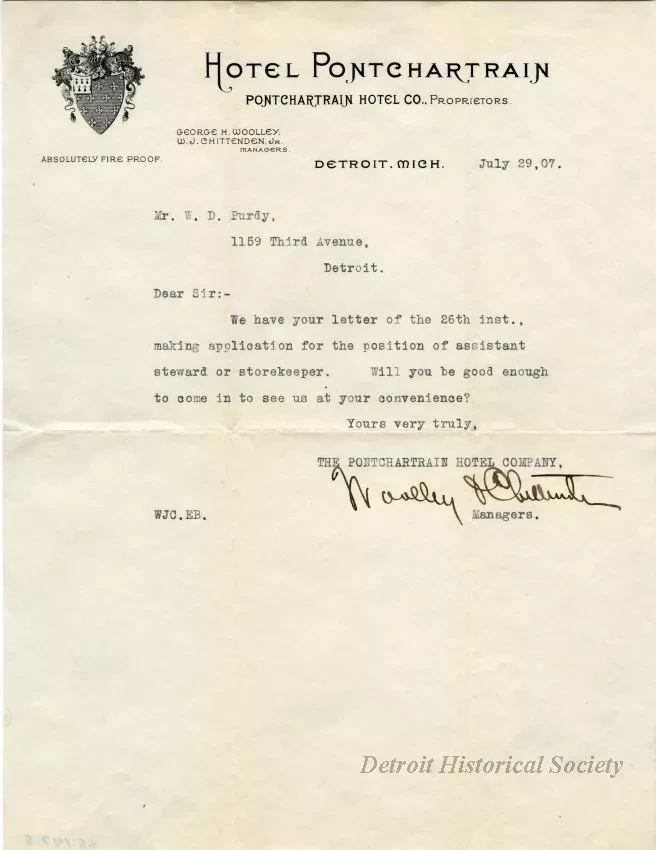 HOTEL PONTCHARTRAIN
PONTCHARTRAIN HOTEL CO., PROPRIETORS.
GEORGE H. WOOLLEY,
W. J. CHITTENDEN, JR.
MANAGERS.
ABSOLUTELY FIRE PROOF.
DETROIT, MICH. July 29,07.
Mr. W. D. Purdy,
1159 Third Avenue,
Detroit.
Dear Sir:-
We have your letter of the 26th inst.,
making application for the position of assistant
steward or storekeeper. Will you be good enough
to come in to see us at your convenience?
Yours very truly,
THE PONTCHARTRAIN HOTEL COMPANY,
Woolley & Chittenden
WJC.EB. Managers.
Detroit Historical Society